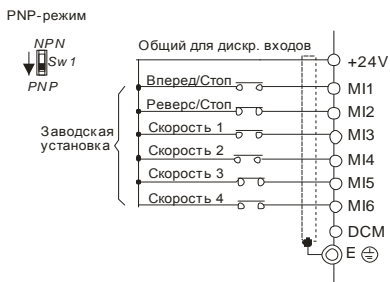 PNP-режим
NPN
Sw 1
PNP
Общий для дискр. входов
+24V
Вперед/Стоп
MI1
Реверс/Стоп
MI2
Заводская
установка
Скорость 1
MI3
Скорость 2
MI4
Скорость 3
MI5
Скорость 4
MI6
DCM
E